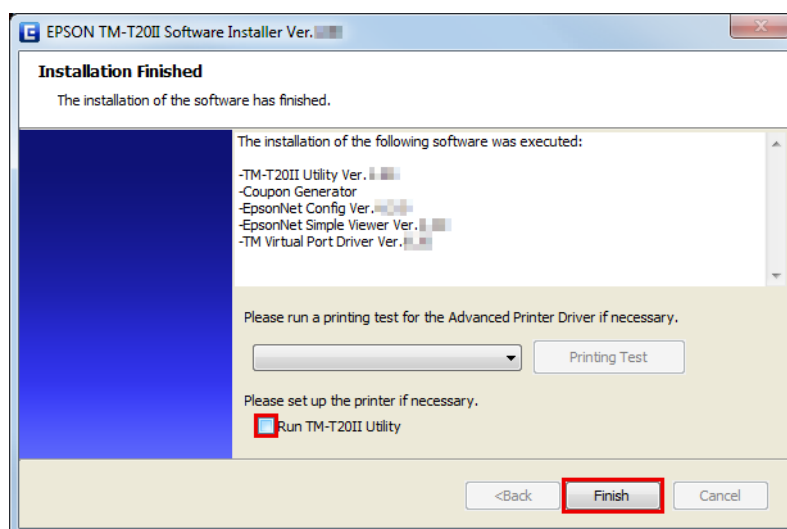 EPSON TM-T20II Software Installer Ver.
Installation Finished
The installation of the software has finished.
The installation of the following software was executed:
-TM-T20II Utility Ver.
-Coupon Generator
-EpsonNet Config Ver.
-EpsonNet Simple Viewer Ver.
-TM Virtual Port Driver Ver.
Please run a printing test for the Advanced Printer Driver if necessary.
Printing Test
Please set up the printer if necessary.
Run TM-T20II Utility
<Back Finish Cancel